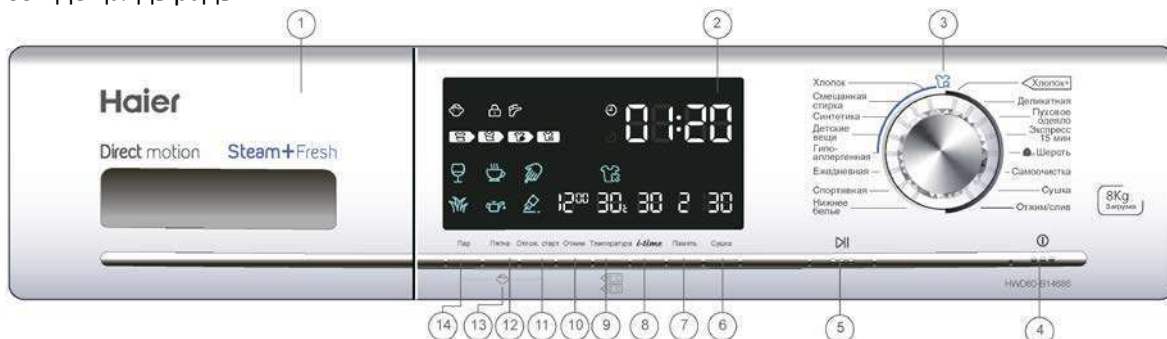 1
2
3
Haier
Direct motion Steam+Fresh
01:20
12:00 30°c 30 2 30
Хлопок
Смешанная
стирка
Синтетика
Детские
вещи
Гипо-
аллергенная
Ежедневная
Спортивная
Нижнее
белье
Хлопок+
Деликатная
Пуховое
одеяло
Экспресс
15 мин
Шерсть
Самоочистка
Сушка
Отжим/слив
8Kg
Загрузка
Пар Пятна Отлож. старт Отжим Температура i-time Память Сушка
HWD80-B14686
14 13 12 11 10 9 8 7 6 5 4